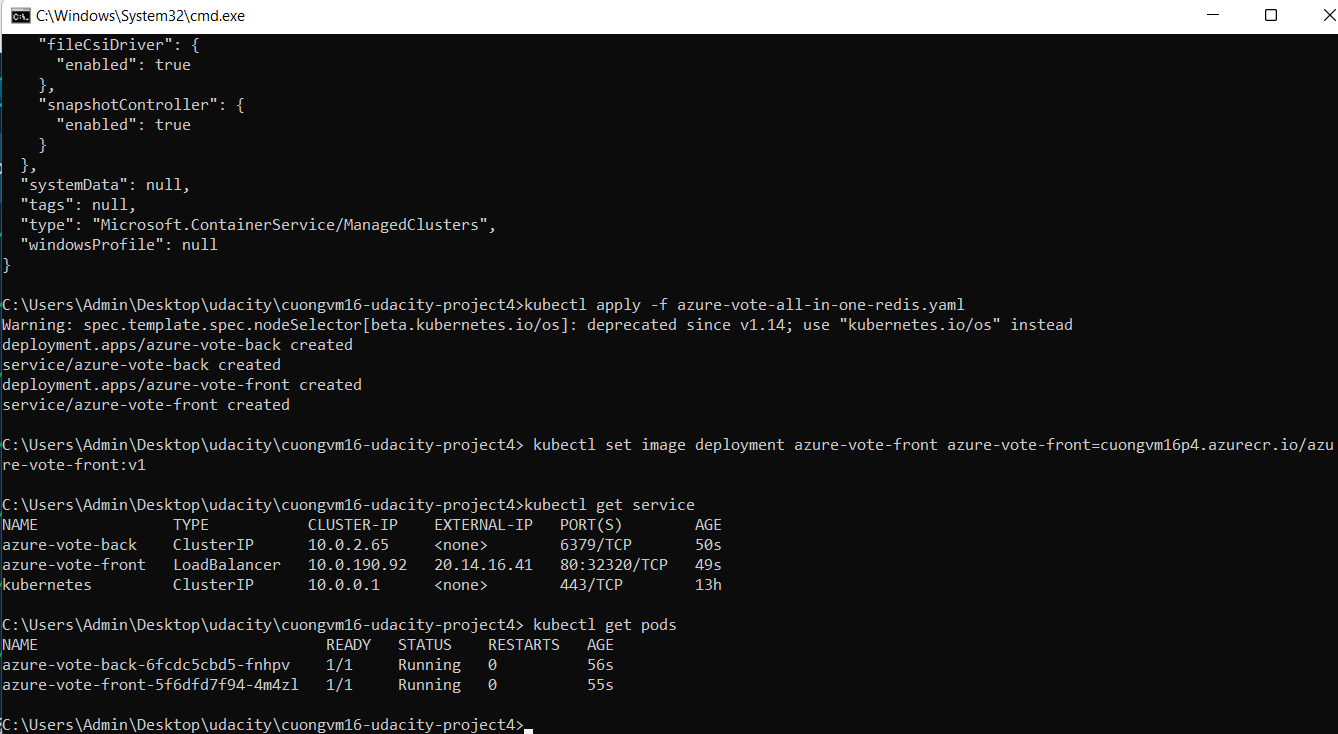 C:\Windows\System32\cmd.exe
"fileCsiDriver": {
"enabled": true
},
"snapshotController": {
"enabled": true
}
},
"systemData": null,
"tags": null,
"type": "Microsoft.ContainerService/ManagedClusters",
"windowsProfile": null
}
C:\Users\Admin\Desktop\udacity\cuongvm16-udacity-project4>kubectl apply -f azure-vote-all-in-one-redis.yaml
Warning: spec.template.spec.nodeSelector[beta.kubernetes.io/os]: deprecated since v1.14; use "kubernetes.io/os" instead
deployment.apps/azure-vote-back created
service/azure-vote-back created
deployment.apps/azure-vote-front created
service/azure-vote-front created
C:\Users\Admin\Desktop\udacity\cuongvm16-udacity-project4> kubectl set image deployment azure-vote-front azure-vote-front=cuongvm16p4.azurecr.io/azu
re-vote-front:v1
C:\Users\Admin\Desktop\udacity\cuongvm16-udacity-project4>kubectl get service
NAME TYPE CLUSTER-IP EXTERNAL-IP PORT(S) AGE
azure-vote-back ClusterIP 10.0.2.65 <none> 6379/TCP 50s
azure-vote-front LoadBalancer 10.0.190.92 20.14.16.41 80:32320/TCP 49s
kubernetes ClusterIP 10.0.0.1 <none> 443/TCP 13h
C:\Users\Admin\Desktop\udacity\cuongvm16-udacity-project4> kubectl get pods
NAME READY STATUS RESTARTS AGE
azure-vote-back-6fcdc5cbd5-fnhpv 1/1 Running 0 56s
azure-vote-front-5f6dfd7f94-4m4zl 1/1 Running 0 55s
C:\Users\Admin\Desktop\udacity\cuongvm16-udacity-project4>